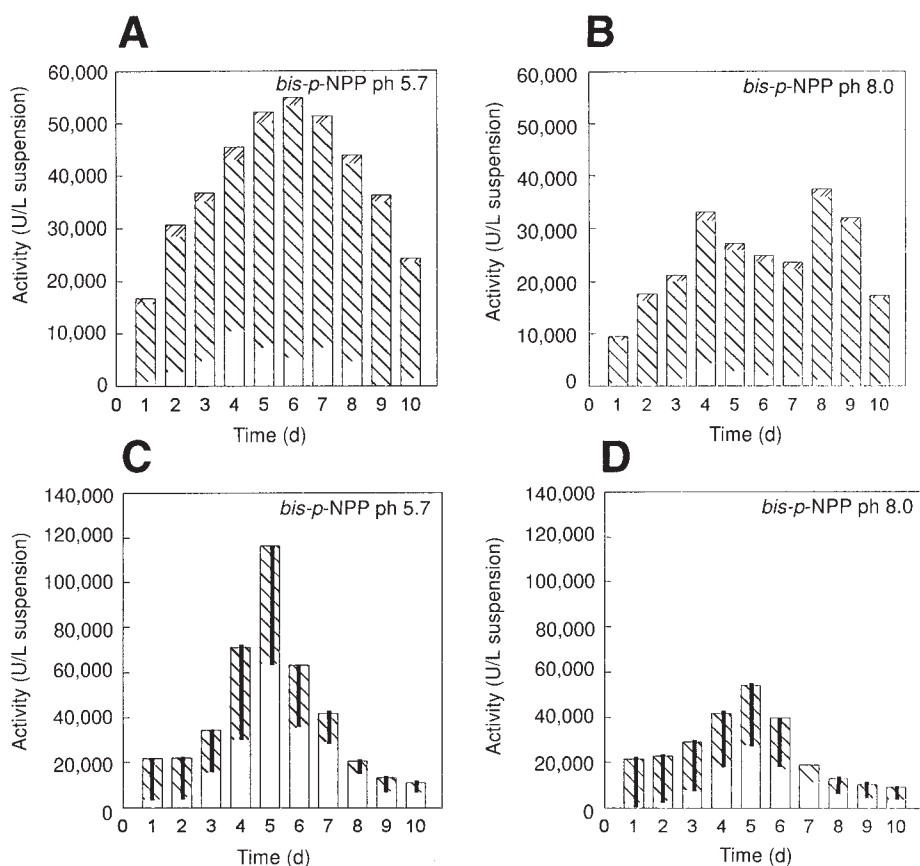 A
bis-p-NPP ph 5.7
Activity (U/L suspension)
60,000
50,000
40,000
30,000
20,000
10,000
0
0 1 2 3 4 5 6 7 8 9 10
Time (d)
B
bis-p-NPP ph 8.0
Activity (U/L suspension)
60,000
50,000
40,000
30,000
20,000
10,000
0
0 1 2 3 4 5 6 7 8 9 10
Time (d)
C
bis-p-NPP ph 5.7
Activity (U/L suspension)
140,000
120,000
100,000
80,000
60,000
40,000
20,000
0
0 1 2 3 4 5 6 7 8 9 10
Time (d)
D
bis-p-NPP ph 8.0
Activity (U/L suspension)
140,000
120,000
100,000
80,000
60,000
40,000
20,000
0
0 1 2 3 4 5 6 7 8 9 10
Time (d)